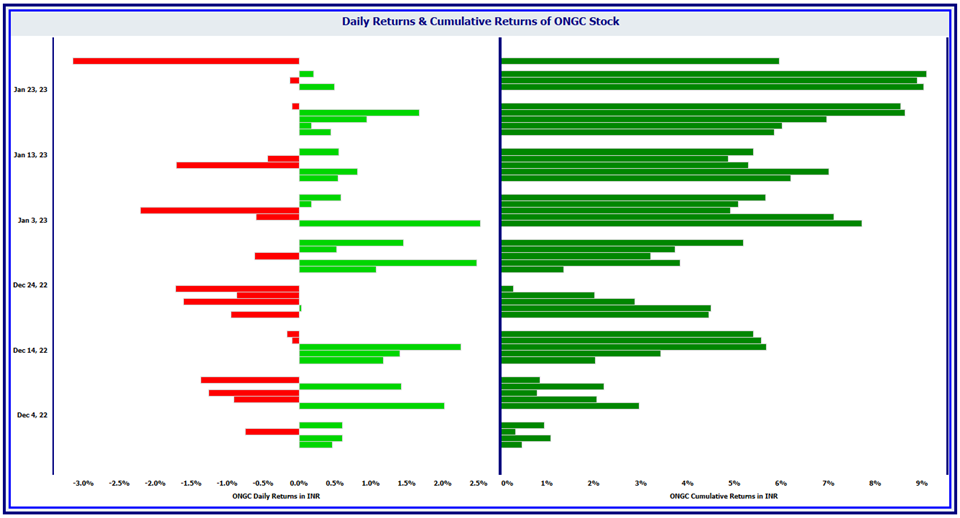 Daily Returns & Cumulative Returns of ONGC Stock
Jan 23, 23
Jan 13, 23
Jan 3, 23
Dec 24, 22
Dec 14, 22
Dec 4, 22
-3.0% -2.5% -2.0% -1.5% -1.0% -0.5% 0.0% 0.5% 1.0% 1.5% 2.0% 2.5% 0% 1% 2% 3% 4% 5% 6% 7% 8% 9%
ONGC Daily Returns in INR ONGC Cumulative Returns in INR